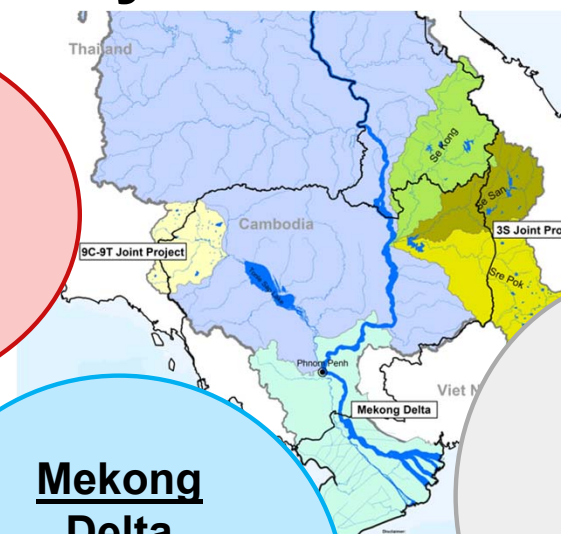 Thailand
Se Kong
Se San
3S Joint Pro
9C-9T Joint Project
Cambodia
Sre Pok
Phnom Penh
Viet N
Mekong Delta
Mekong
Delta